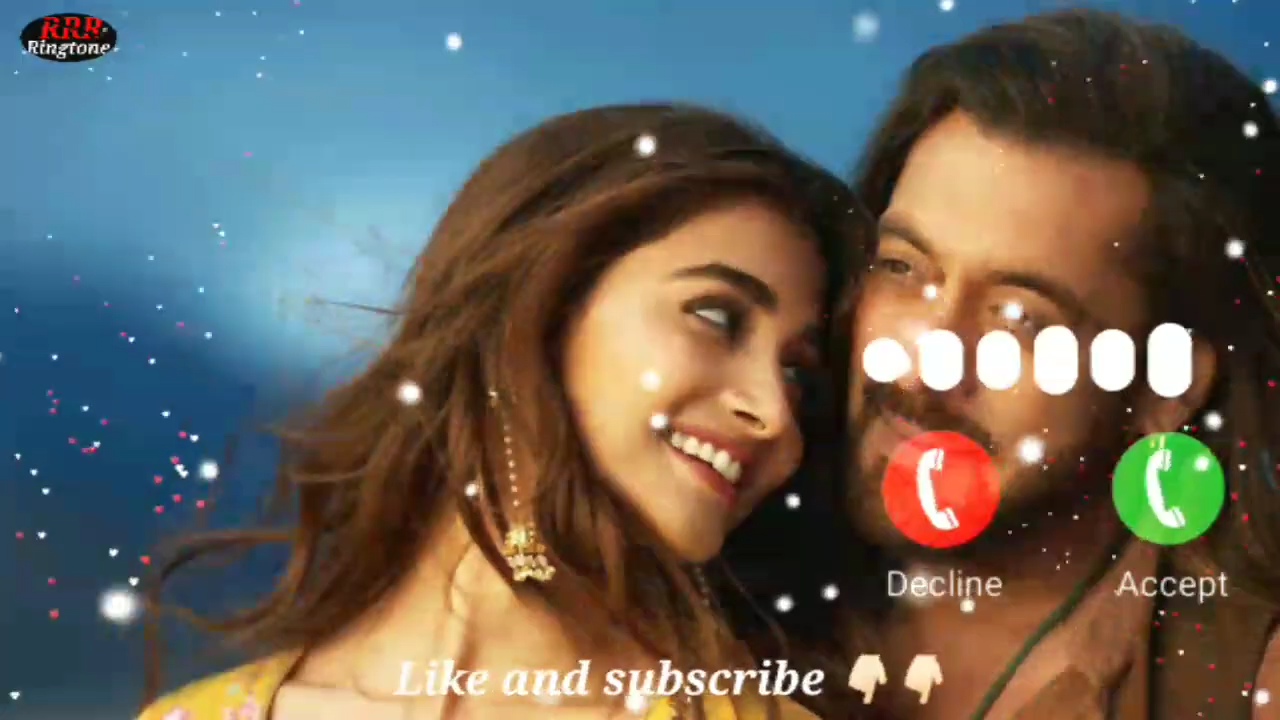 RRR
Ringtone
Decline
Accept
Like and subscribe 👇🏻👇🏻